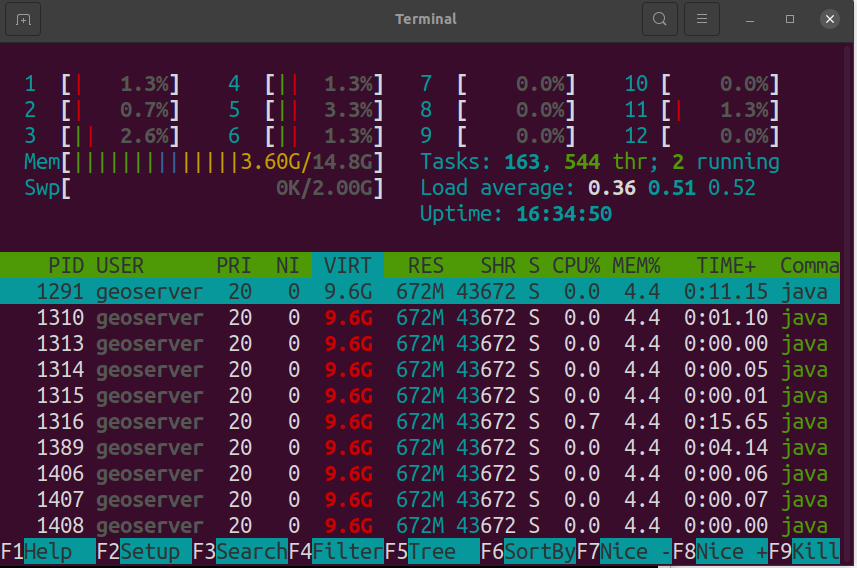 Terminal
1 [| 1.3%] 4 [|| 1.3%] 7 [ 0.0%] 10 [ 0.0%]
2 [| 0.7%] 5 [|| 3.3%] 8 [ 0.0%] 11 [| 1.3%]
3 [|| 2.6%] 6 [|| 1.3%] 9 [ 0.0%] 12 [ 0.0%]
Mem[|||||||||||||||3.60G/14.8G] Tasks: 163, 544 thr; 2 running
Swp[ 0K/2.00G] Load average: 0.36 0.51 0.52
Uptime: 16:34:50
PID USER PRI NI VIRT RES SHR S CPU% MEM% TIME+ Comma
1291 geoserver 20 0 9.6G 672M 43672 S 0.0 4.4 0:11.15 java
1310 geoserver 20 0 9.6G 672M 43672 S 0.0 4.4 0:01.10 java
1313 geoserver 20 0 9.6G 672M 43672 S 0.0 4.4 0:00.00 java
1314 geoserver 20 0 9.6G 672M 43672 S 0.0 4.4 0:00.05 java
1315 geoserver 20 0 9.6G 672M 43672 S 0.0 4.4 0:00.01 java
1316 geoserver 20 0 9.6G 672M 43672 S 0.7 4.4 0:15.65 java
1389 geoserver 20 0 9.6G 672M 43672 S 0.0 4.4 0:04.14 java
1406 geoserver 20 0 9.6G 672M 43672 S 0.0 4.4 0:00.06 java
1407 geoserver 20 0 9.6G 672M 43672 S 0.0 4.4 0:00.07 java
1408 geoserver 20 0 9.6G 672M 43672 S 0.0 4.4 0:00.00 java
F1Help F2Setup F3SearchF4FilterF5Tree F6SortByF7Nice -F8Nice +F9Kill